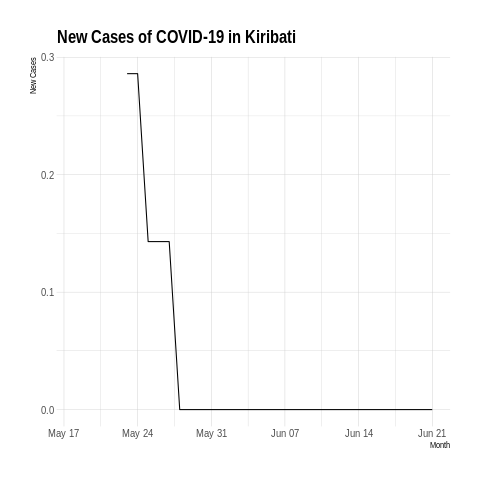 New Cases of COVID-19 in Kiribati
New Cases
0.3
0.2
0.1
0.0
May 17 May 24 May 31 Jun 07 Jun 14 Jun 21
Month